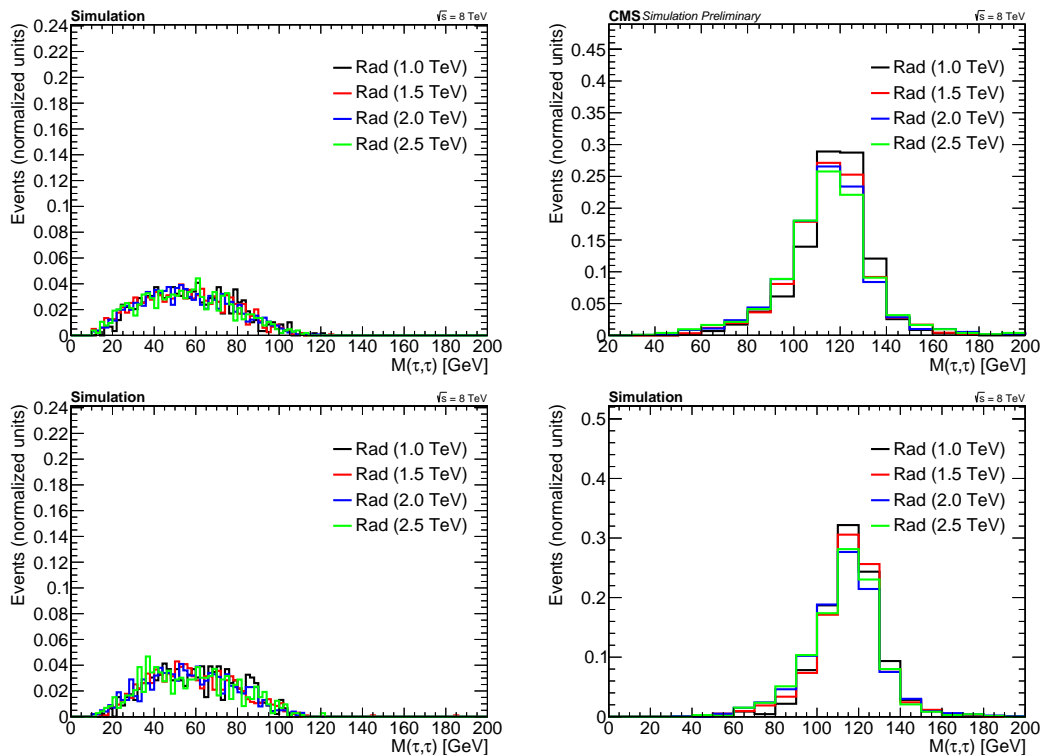 Simulation √s = 8 TeV
Events (normalized units)
0.24
0.22
0.2
0.18
0.16
0.14
0.12
0.1
0.08
0.06
0.04
0.02
0
Rad (1.0 TeV)
Rad (1.5 TeV)
Rad (2.0 TeV)
Rad (2.5 TeV)
0 20 40 60 80 100 120 140 160 180 200
M(τ,τ) [GeV]
CMS Simulation Preliminary √s = 8 TeV
Events (normalized units)
0.45
0.4
0.35
0.3
0.25
0.2
0.15
0.1
0.05
0
Rad (1.0 TeV)
Rad (1.5 TeV)
Rad (2.0 TeV)
Rad (2.5 TeV)
20 40 60 80 100 120 140 160 180 200
M(τ,τ) [GeV]
Simulation √s = 8 TeV
Events (normalized units)
0.24
0.22
0.2
0.18
0.16
0.14
0.12
0.1
0.08
0.06
0.04
0.02
0
Rad (1.0 TeV)
Rad (1.5 TeV)
Rad (2.0 TeV)
Rad (2.5 TeV)
0 20 40 60 80 100 120 140 160 180 200
M(τ,τ) [GeV]
Simulation √s = 8 TeV
Events (normalized units)
0.5
0.4
0.3
0.2
0.1
0
Rad (1.0 TeV)
Rad (1.5 TeV)
Rad (2.0 TeV)
Rad (2.5 TeV)
0 20 40 60 80 100 120 140 160 180 200
M(τ,τ) [GeV]